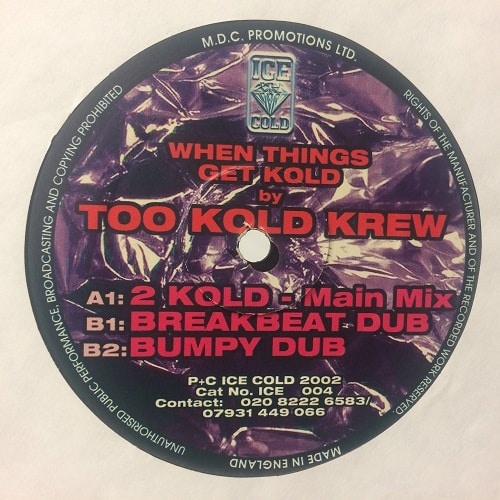 M.D.C. PROMOTIONS LTD.
RIGHTS OF THE MANUFACTURER AND OF THE RECORDED WORK RESERVED
UNAUTHORISED PUBLIC PERFORMANCE, BROADCASTING AND COPYING PROHIBITED
ICE
COLD
WHEN THINGS
GET KOLD
by
TOO KOLD KREW
A1: 2 KOLD - Main Mix
B1: BREAKBEAT DUB
B2: BUMPY DUB
P+C ICE COLD 2002
Cat No. ICE 004
Contact: 020 8222 6583/
07931 449 066
MADE IN ENGLAND